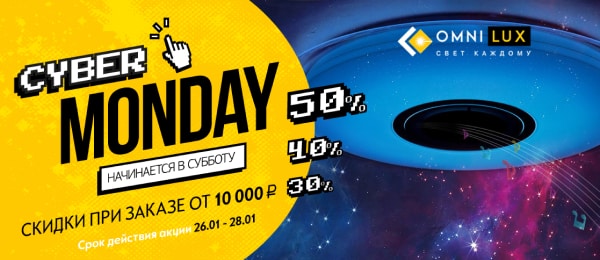 CYBER
MONDAY
НАЧИНАЕТСЯ В СУББОТУ
СКИДКИ ПРИ ЗАКАЗЕ ОТ 10 000 ₽
Срок действия акции 26.01 - 28.01
50%
40%
30%
OMNI LUX
СВЕТ КАЖДОМУ